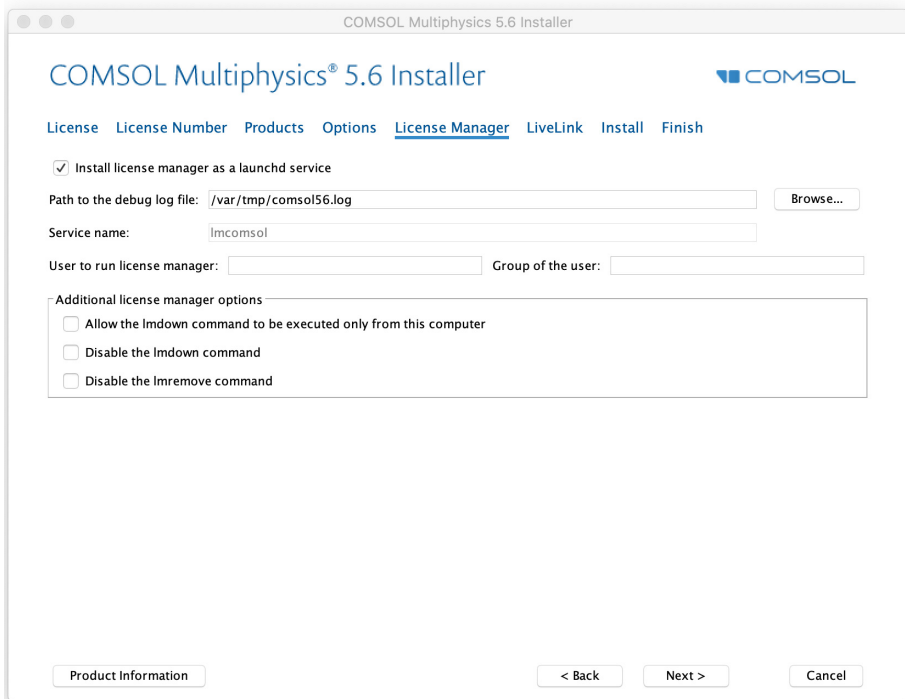 COMSOL Multiphysics 5.6 Installer
COMSOL Multiphysics® 5.6 Installer
COMSOL
License License Number Products Options License Manager LiveLink Install Finish
Install license manager as a launchd service
Path to the debug log file: /var/tmp/comsol56.log Browse...
Service name: lmcomsol
User to run license manager: Group of the user:
Additional license manager options
Allow the lmdown command to be executed only from this computer
Disable the lmdown command
Disable the lmremove command
Product Information < Back Next > Cancel